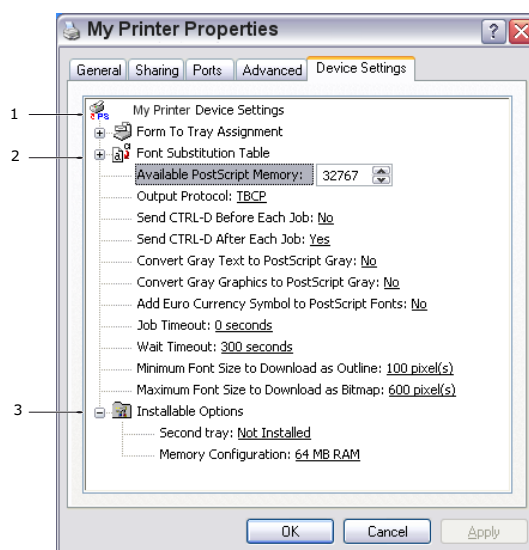 My Printer Properties
General Sharing Ports Advanced Device Settings
1
PS My Printer Device Settings
Form To Tray Assignment
2
a Font Substitution Table
Available PostScript Memory: 32767
Output Protocol: TBCP
Send CTRL-D Before Each Job: No
Send CTRL-D After Each Job: Yes
Convert Gray Text to PostScript Gray: No
Convert Gray Graphics to PostScript Gray: No
Add Euro Currency Symbol to PostScript Fonts: No
Job Timeout: 0 seconds
Wait Timeout: 300 seconds
Minimum Font Size to Download as Outline: 100 pixel(s)
Maximum Font Size to Download as Bitmap: 600 pixel(s)
3
Installable Options
Second tray: Not Installed
Memory Configuration: 64 MB RAM
OK Cancel Apply